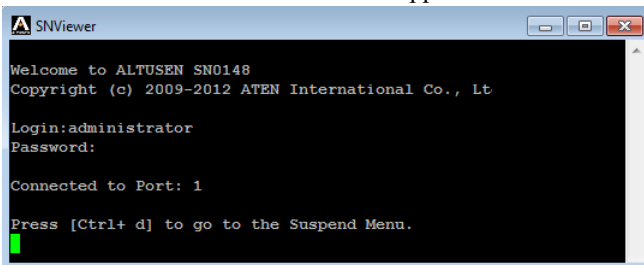 SNViewer
Welcome to ALTUSEN SN0148
Copyright (c) 2009-2012 ATEN International Co., Lt
Login:administrator
Password:
Connected to Port: 1
Press [Ctrl+ d] to go to the Suspend Menu.